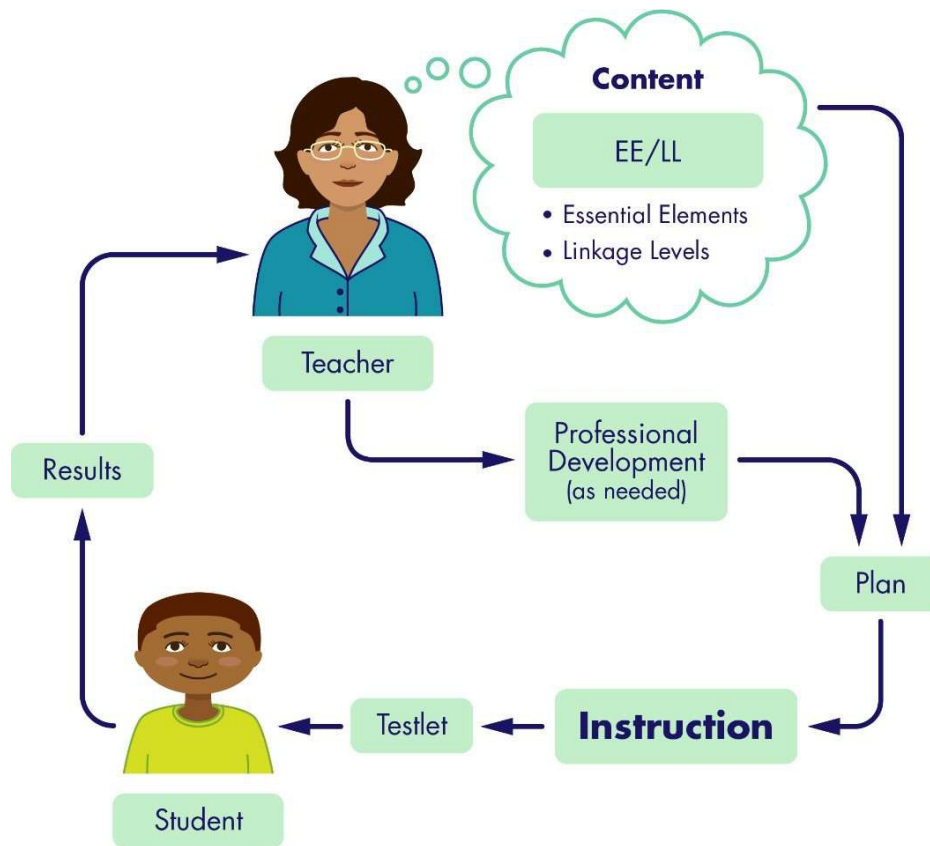 Content
EE/LL
• Essential Elements
• Linkage Levels
Teacher
Professional
Development
(as needed)
Results
Plan
Instruction
Testlet
Student